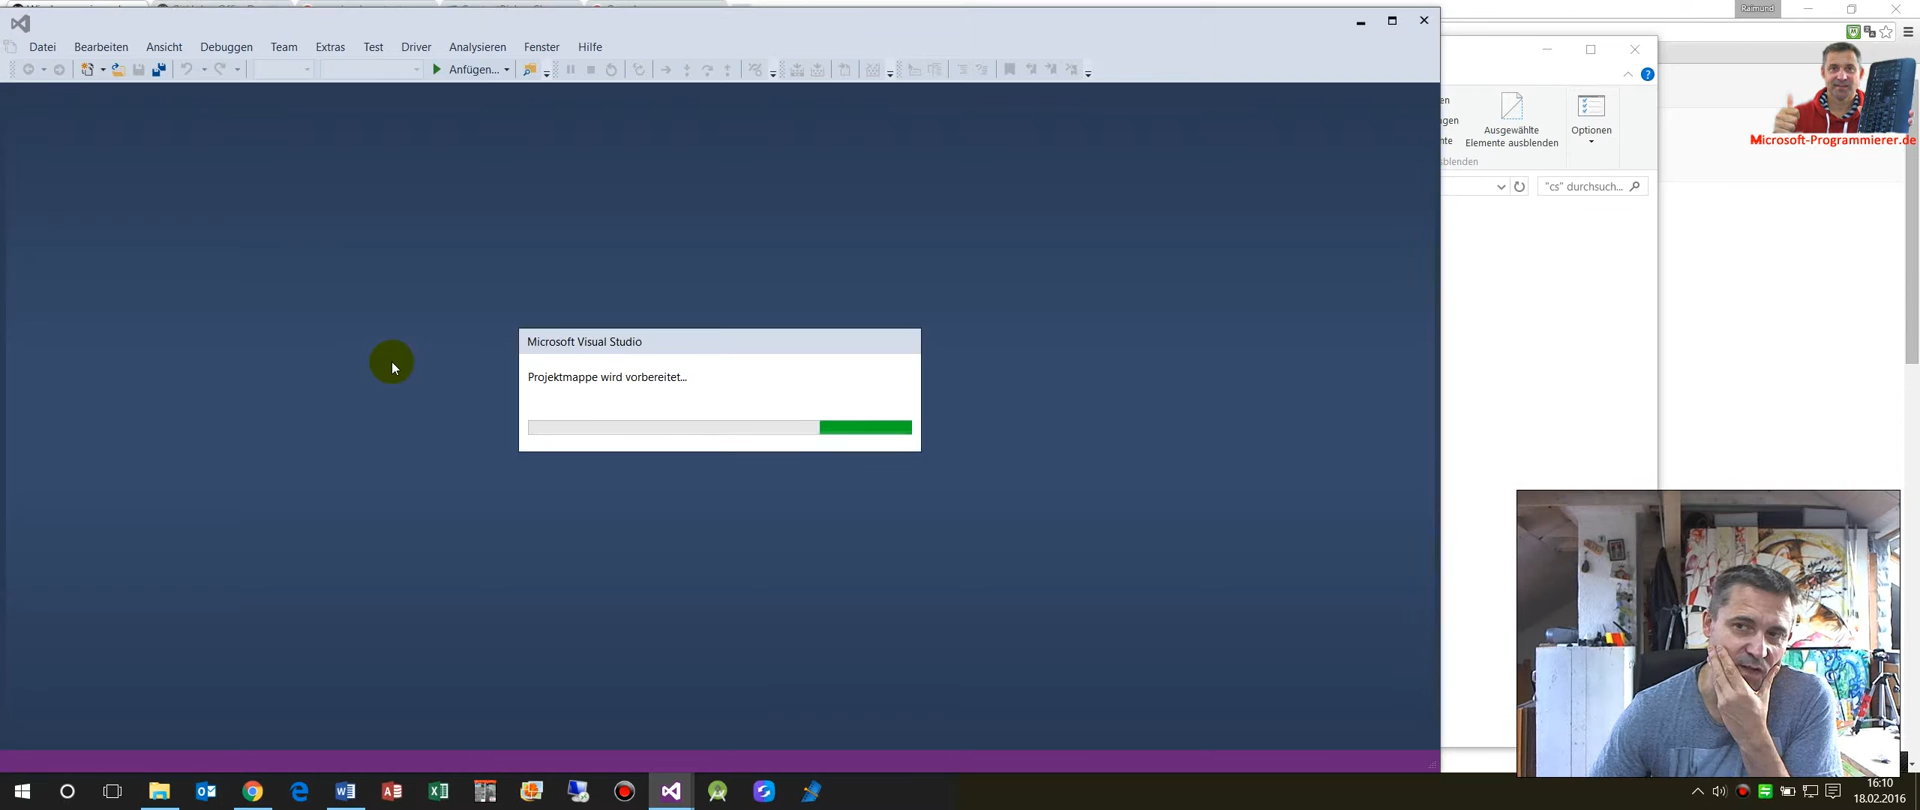 Raimund
Datei Bearbeiten Ansicht Debuggen Team Extras Test Driver Analysieren Fenster Hilfe
Anfügen...
Ausgewählte
Elemente ausblenden
Optionen
"cs" durchsuch...
Microsoft-Programmierer.de
Microsoft Visual Studio
Projektmappe wird vorbereitet...
16:10
18.02.2016